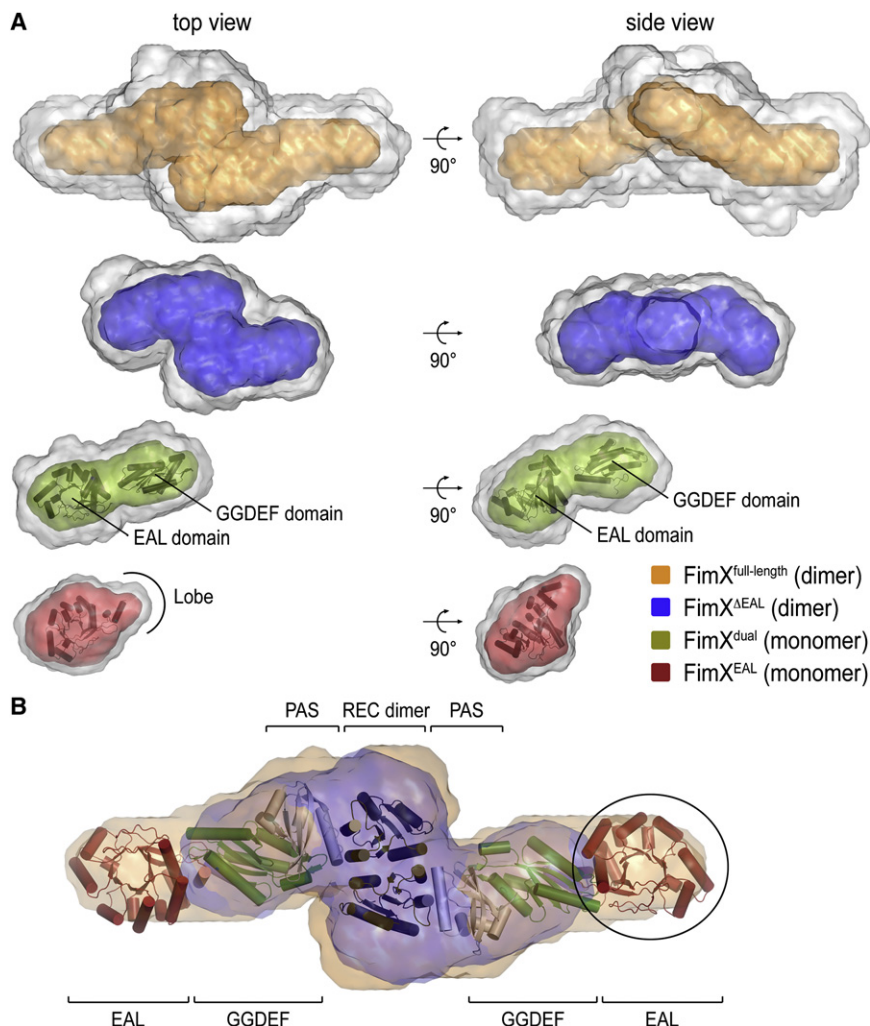 A
top view
side view
90°
90°
GGDEF domain
EAL domain
90°
GGDEF domain
EAL domain
Lobe
90°
FimX^full-length (dimer)
FimX^ΔEAL (dimer)
FimX^dual (monomer)
FimX^EAL (monomer)
B
PAS REC dimer PAS
EAL GGDEF GGDEF EAL